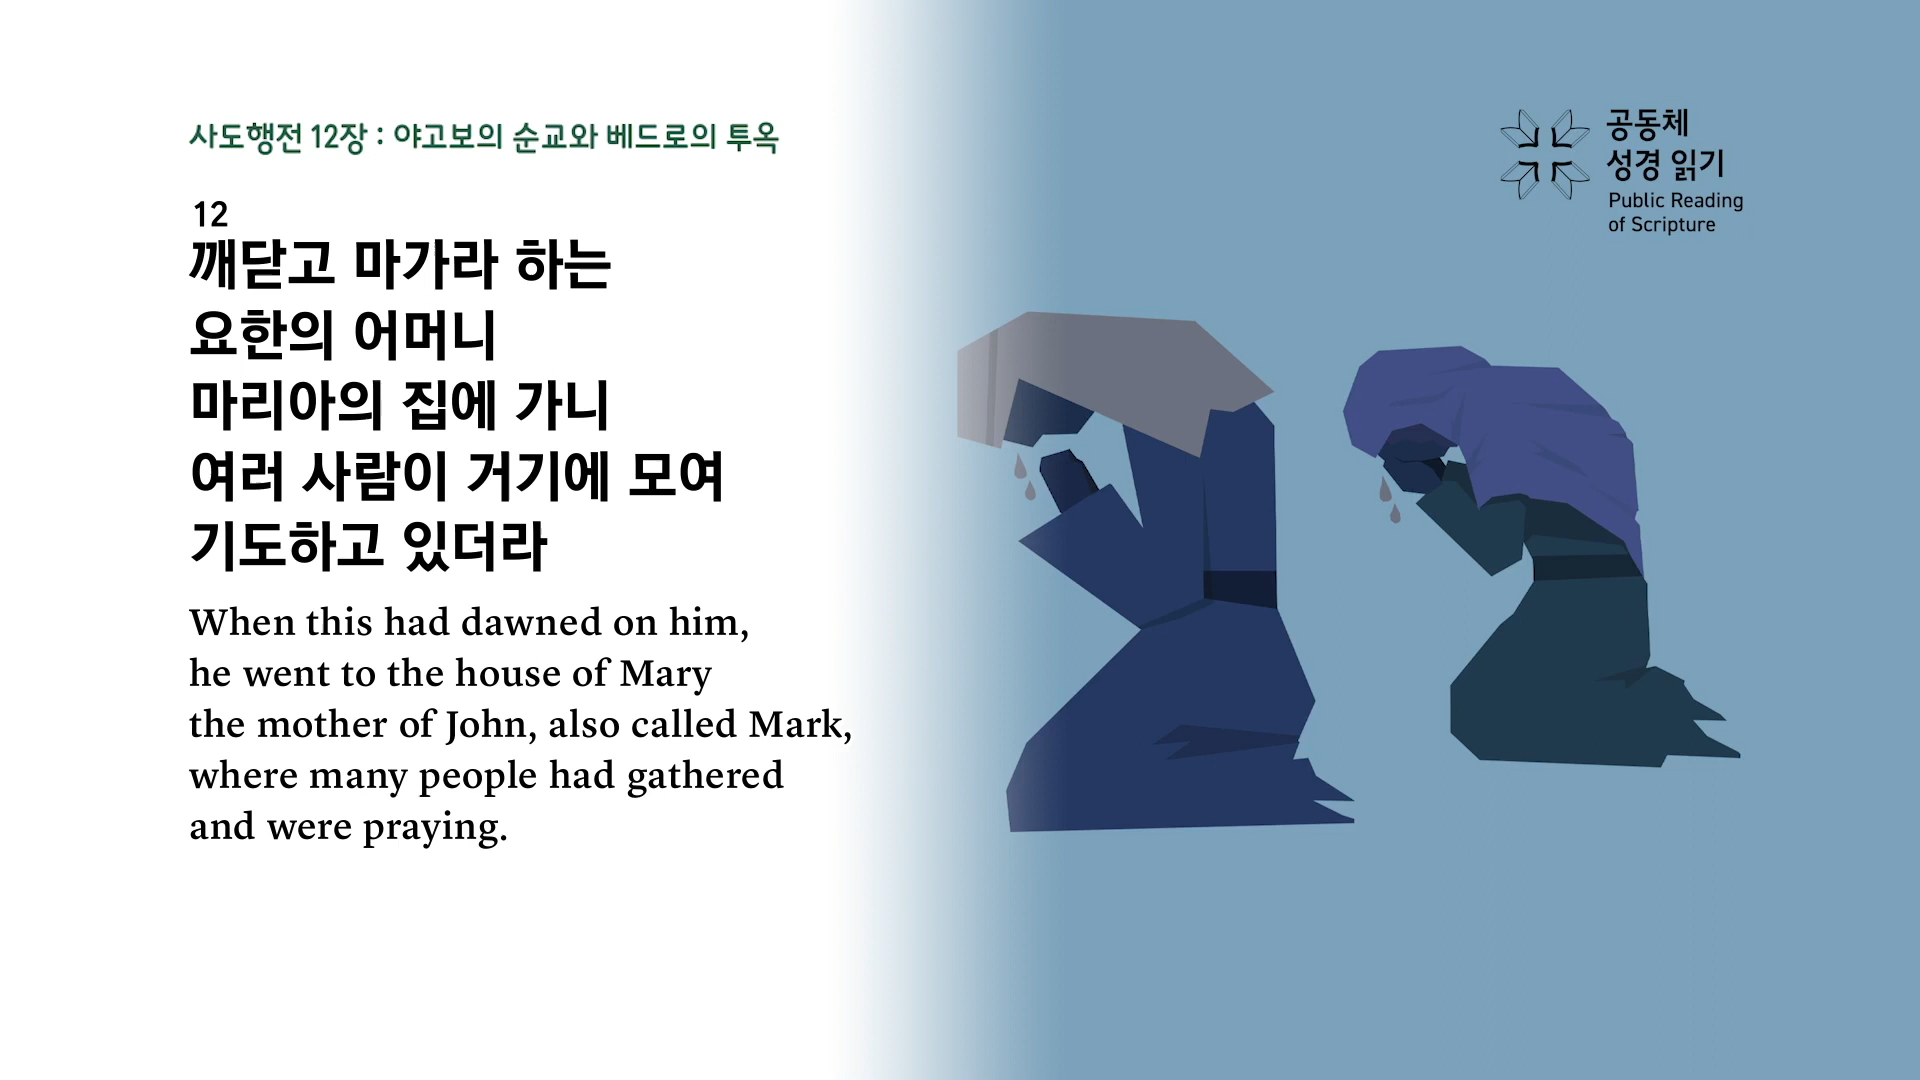 사도행전 12장 : 야고보의 순교와 베드로의 투옥
12
깨닫고 마가라 하는
요한의 어머니
마리아의 집에 가니
여러 사람이 거기에 모여
기도하고 있더라
When this had dawned on him,
he went to the house of Mary
the mother of John, also called Mark,
where many people had gathered
and were praying.
공동체
성경 읽기
Public Reading
of Scripture